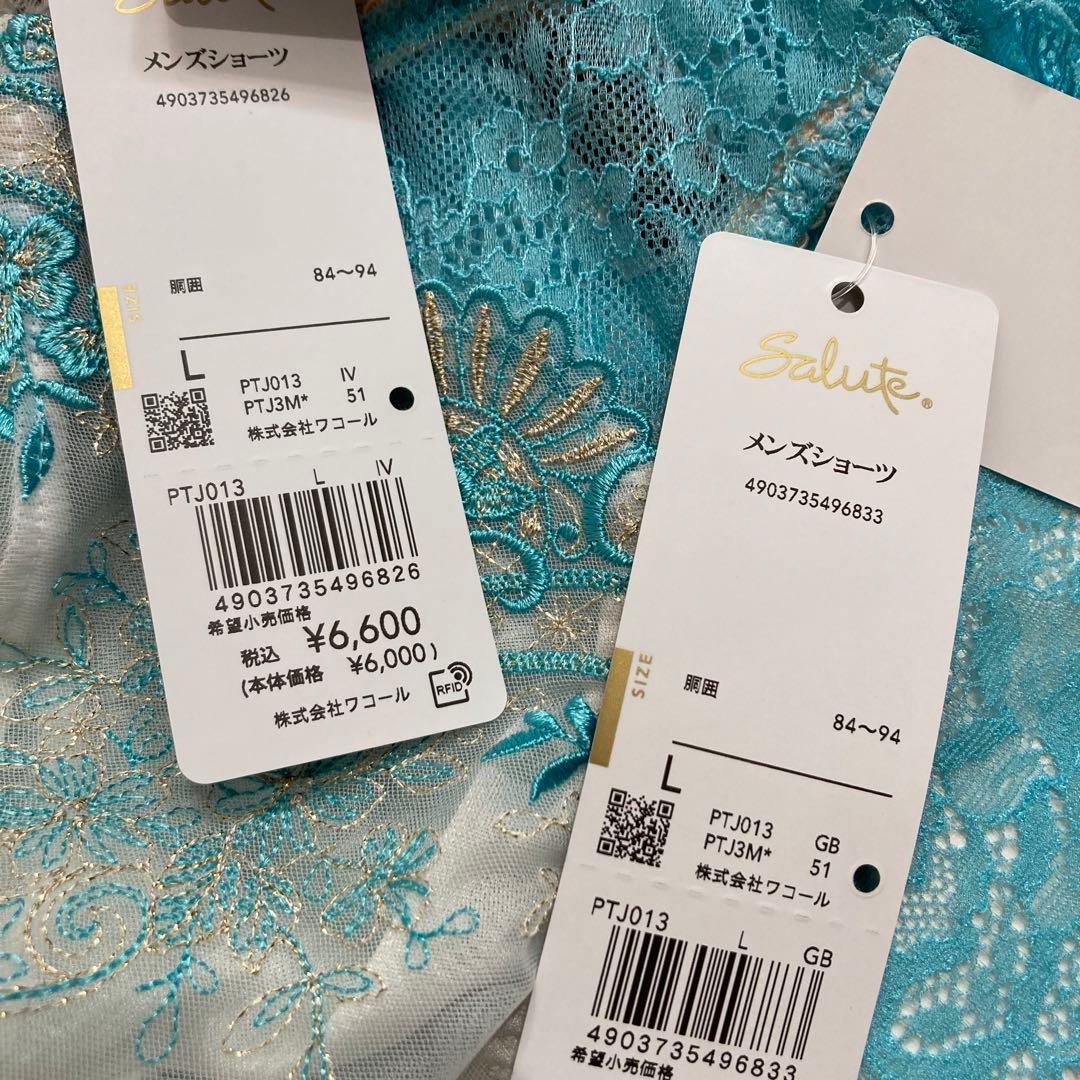 Salute
メンズショーツ
4903735496826
胴囲
84〜94
SIZE
L
PTJ013 IV
PTJ3M* 51
株式会社ワコール
PTJ013 L IV
4903735496826
希望小売価格
税込 ¥6,600
(本体価格 ¥6,000)
株式会社ワコール
RFID
Salute®
メンズショーツ
4903735496833
SIZE
胴囲
84〜94
L
PTJ013 GB
PTJ3M* 51
株式会社ワコール
PTJ013 L GB
4903735496833
希望小売価格